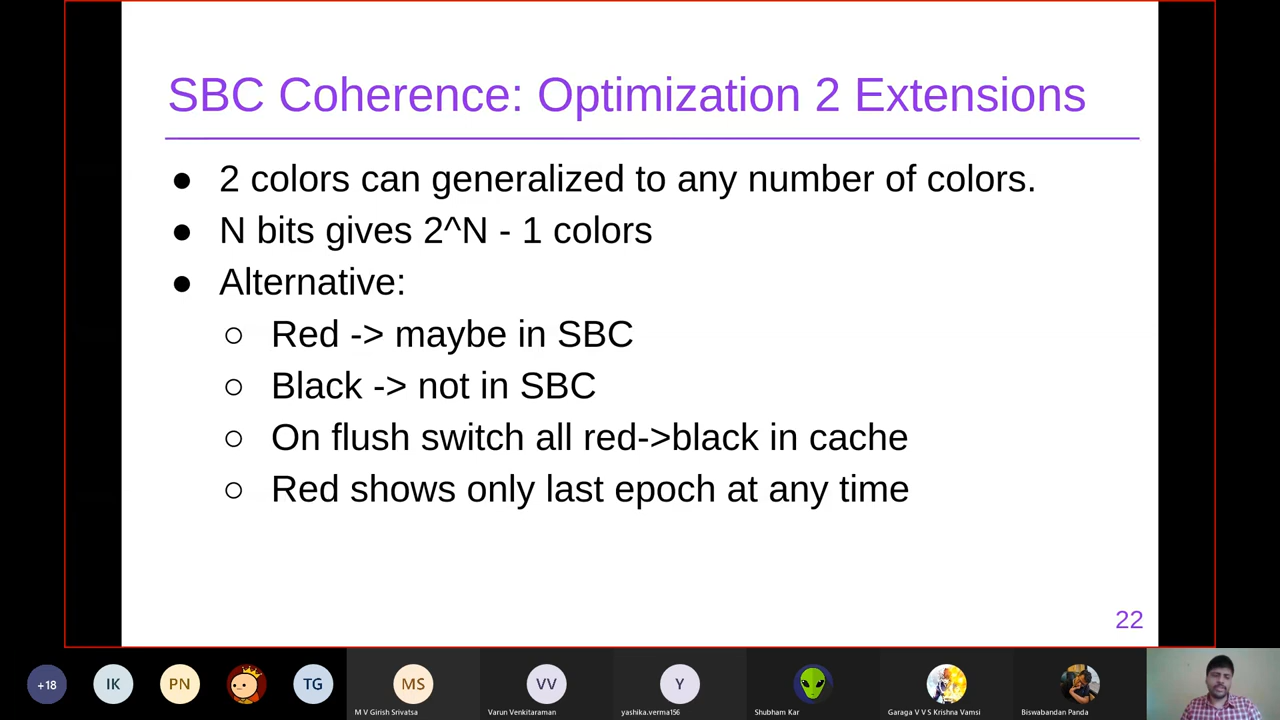 SBC Coherence: Optimization 2 Extensions
● 2 colors can generalized to any number of colors.
● N bits gives 2^N - 1 colors
● Alternative:
○ Red -> maybe in SBC
○ Black -> not in SBC
○ On flush switch all red->black in cache
○ Red shows only last epoch at any time
22
+18 IK PN TG MS VV Y
M V Girish Srivatsa Varun Venkitaraman yashika.verma156 Shubham Kar Garaga V V S Krishna Vamsi Biswabandan Panda